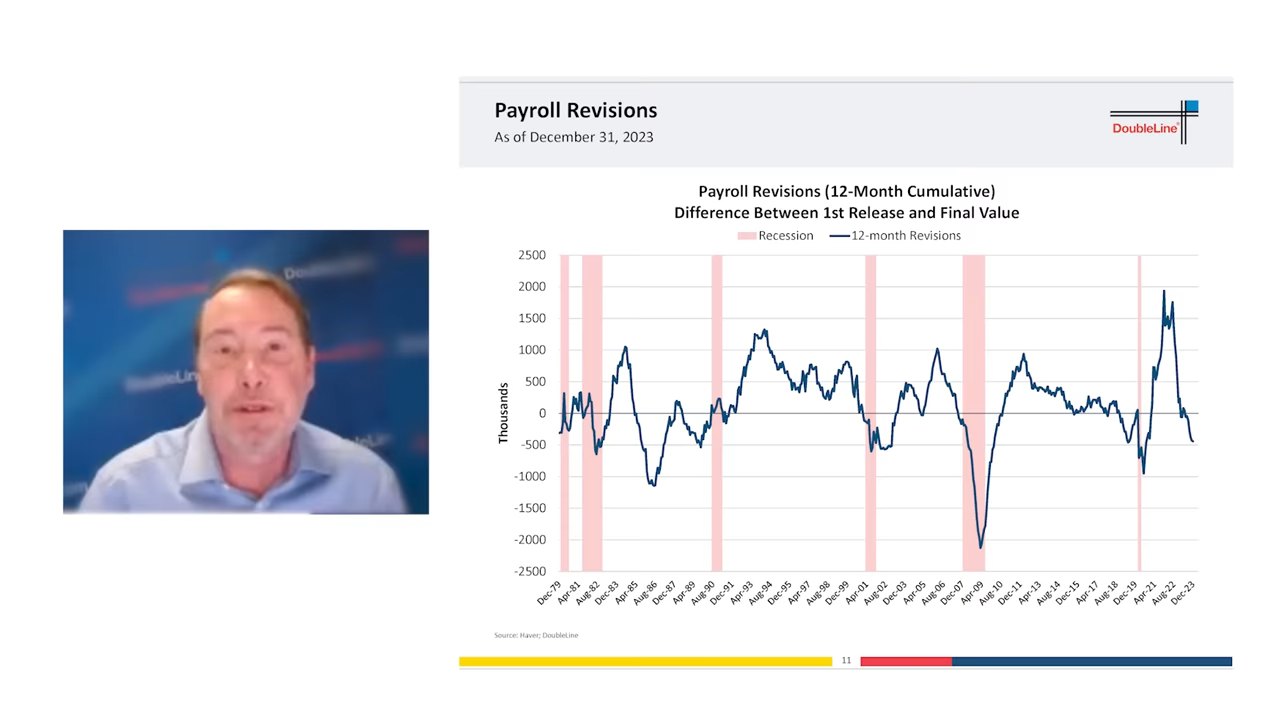 Payroll Revisions
As of December 31, 2023
DoubleLine®
Payroll Revisions (12-Month Cumulative)
Difference Between 1st Release and Final Value
Recession 12-month Revisions
2500
2000
1500
1000
500
0
-500
-1000
-1500
-2000
-2500
Thousands
Dec-79 Apr-81 Aug-82 Dec-83 Apr-85 Aug-86 Dec-87 Apr-89 Aug-90 Dec-91 Apr-93 Aug-94 Dec-95 Apr-97 Aug-98 Dec-99 Apr-01 Aug-02 Dec-03 Apr-05 Aug-06 Dec-07 Apr-09 Aug-10 Dec-11 Apr-13 Aug-14 Dec-15 Apr-17 Aug-18 Dec-19 Apr-21 Aug-22 Dec-23
Source: Haver; DoubleLine
11
DoubleLin